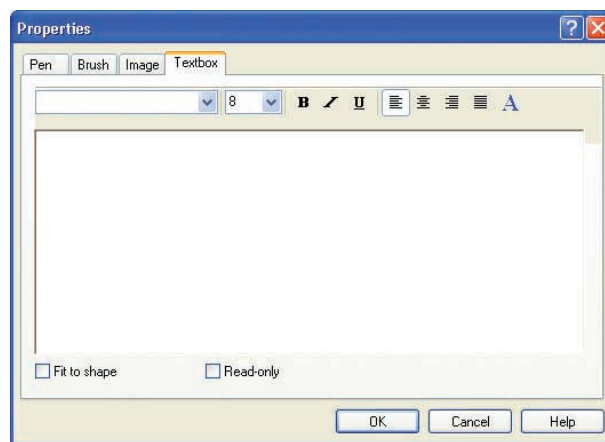 Properties
Pen Brush Image Textbox
8 B I U A
Fit to shape Read-only
OK Cancel Help